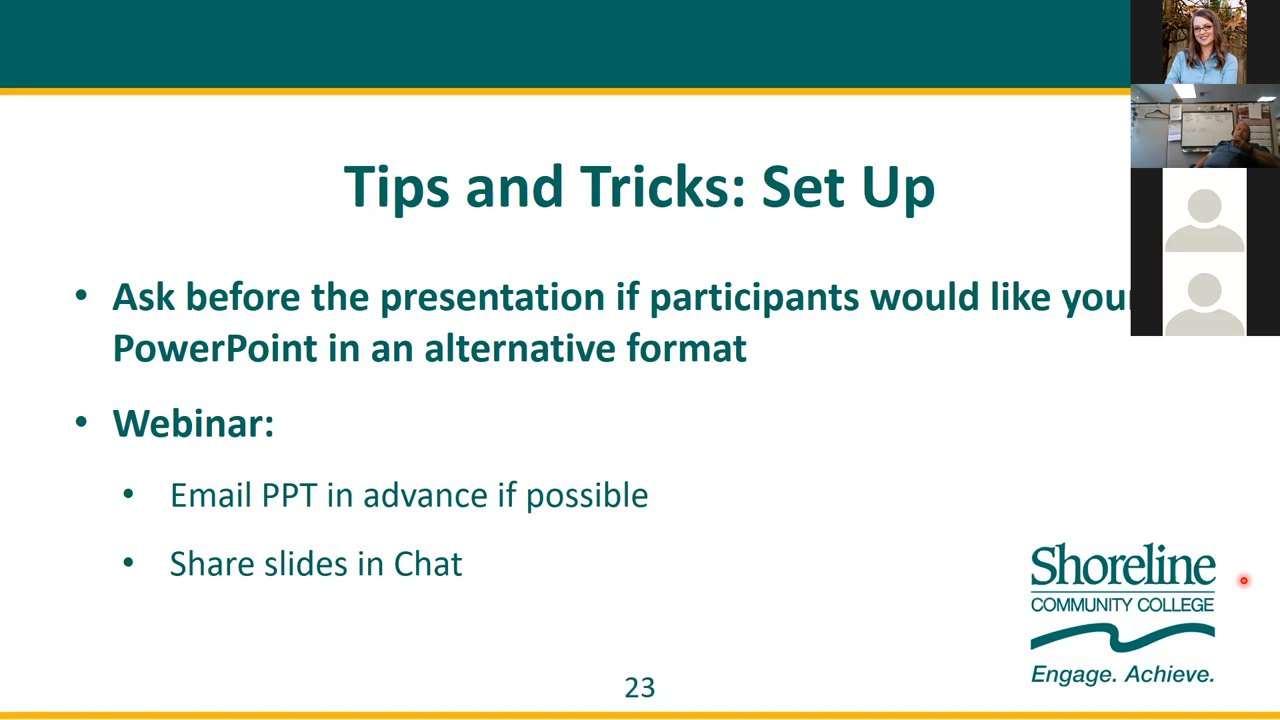 Tips and Tricks: Set Up
• Ask before the presentation if participants would like your
PowerPoint in an alternative format
• Webinar:
• Email PPT in advance if possible
• Share slides in Chat
Shoreline
COMMUNITY COLLEGE
Engage. Achieve.
23